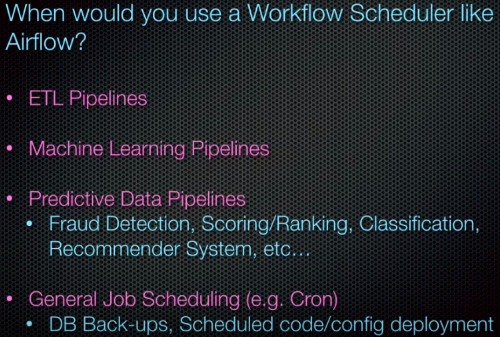 When would you use a Workflow Scheduler like
Airflow?
• ETL Pipelines
• Machine Learning Pipelines
• Predictive Data Pipelines
• Fraud Detection, Scoring/Ranking, Classification,
Recommender System, etc…
• General Job Scheduling (e.g. Cron)
• DB Back-ups, Scheduled code/config deployment